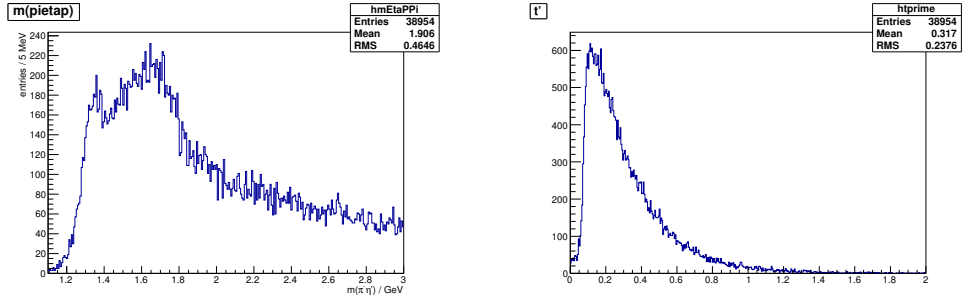 m(pietap)
hmEtaPPi
Entries 38954
Mean 1.906
RMS 0.4646
entries / 5 MeV
240
220
200
180
160
140
120
100
80
60
40
20
0
1.2 1.4 1.6 1.8 2 2.2 2.4 2.6 2.8 3
m(π⁻η') / GeV
t'
htprime
Entries 38954
Mean 0.317
RMS 0.2376
600
500
400
300
200
100
0
0 0.2 0.4 0.6 0.8 1 1.2 1.4 1.6 1.8 2